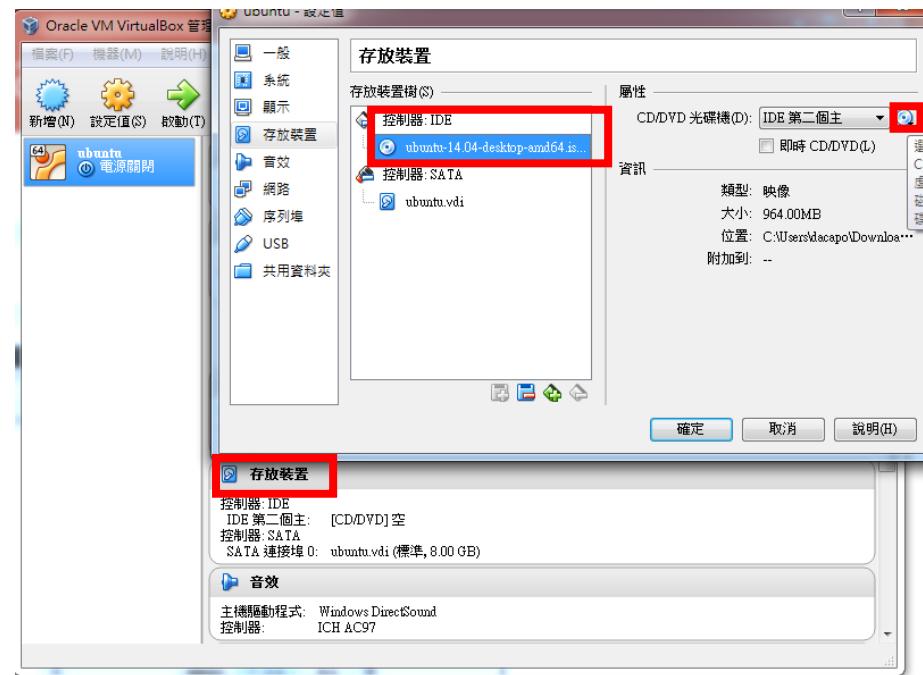 Oracle VM VirtualBox 管理
檔案(F) 機器(M) 說明(H)
新增(N) 設定值(S) 啟動(T)
64
ubuntu
電源關閉
ubuntu - 設定值
一般
系統
顯示
存放裝置
音效
網路
序列埠
USB
共用資料夾
存放裝置
存放裝置樹(S)
控制器: IDE
ubuntu-14.04-desktop-amd64.is...
控制器: SATA
ubuntu.vdi
屬性
CD/DVD 光碟機(D): IDE 第二個主
即時 CD/DVD(L)
資訊
類型: 映像
大小: 964.00MB
位置: C:\Users\dacapo\Downloa...
附加到: --
確定 取消 說明(H)
存放裝置
控制器: IDE
IDE 第二個主: [CD/DVD] 空
控制器: SATA
SATA 連接埠 0: ubuntu.vdi (標準, 8.00 GB)
音效
主機驅動程式: Windows DirectSound
控制器: ICH AC97